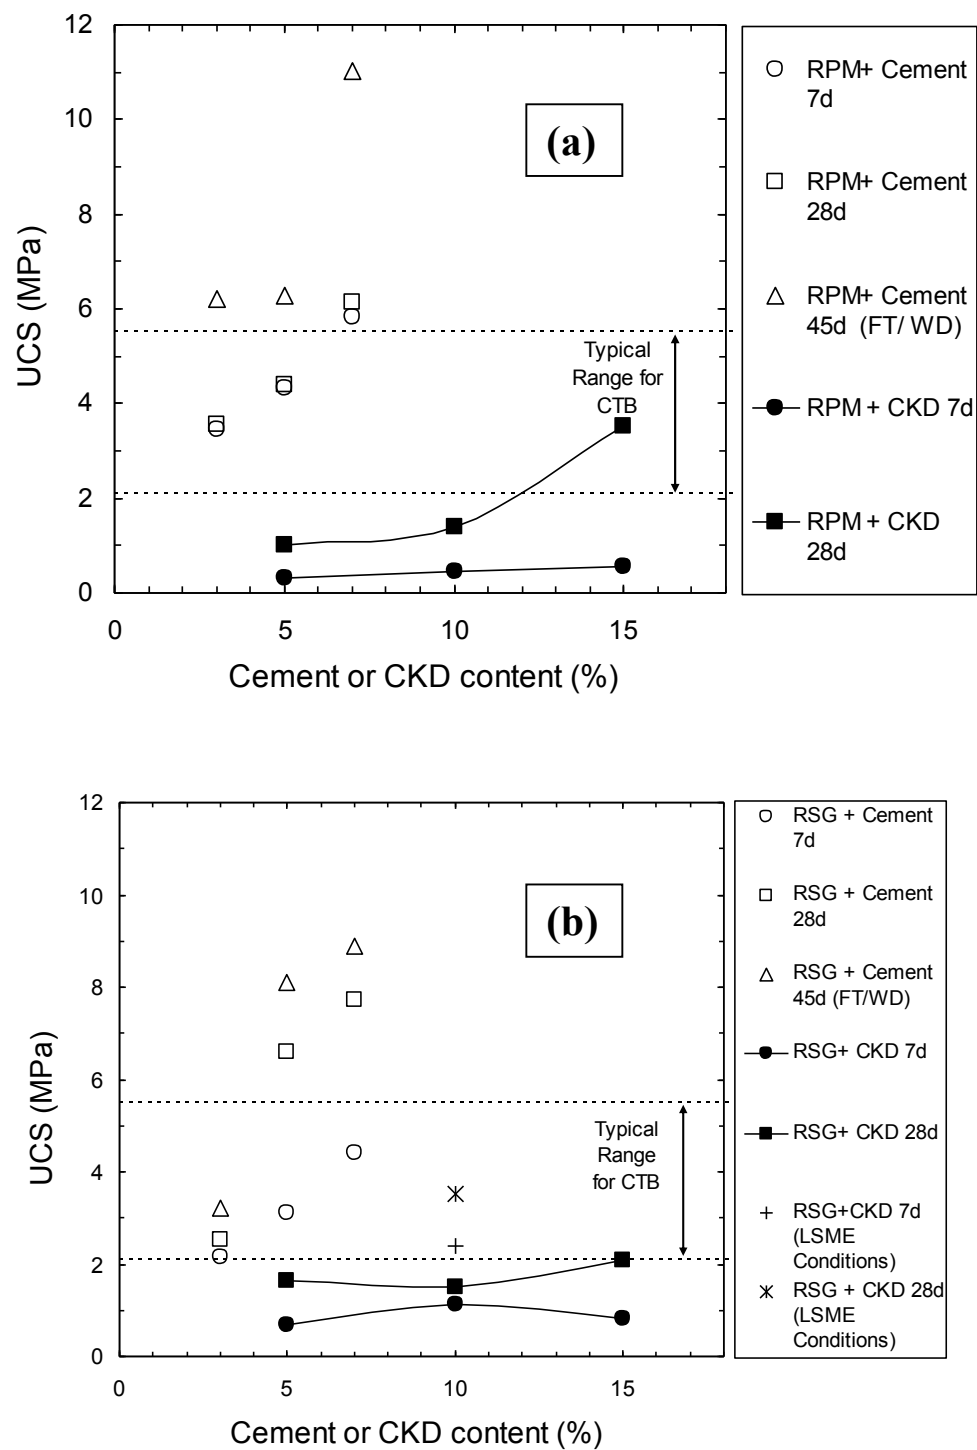 12
10
8
6
4
2
0
UCS (MPa)
(a)
Typical
Range for
CTB
0
5
10
15
Cement or CKD content (%)
RPM+ Cement
7d
RPM+ Cement
28d
RPM+ Cement
45d (FT/ WD)
RPM + CKD 7d
RPM + CKD
28d
12
10
8
6
4
2
0
UCS (MPa)
(b)
Typical
Range
for CTB
0
5
10
15
Cement or CKD content (%)
RSG + Cement
7d
RSG + Cement
28d
RSG + Cement
45d (FT/WD)
RSG+ CKD 7d
RSG+ CKD 28d
RSG+CKD 7d
(LSME
Conditions)
RSG + CKD 28d
(LSME
Conditions)